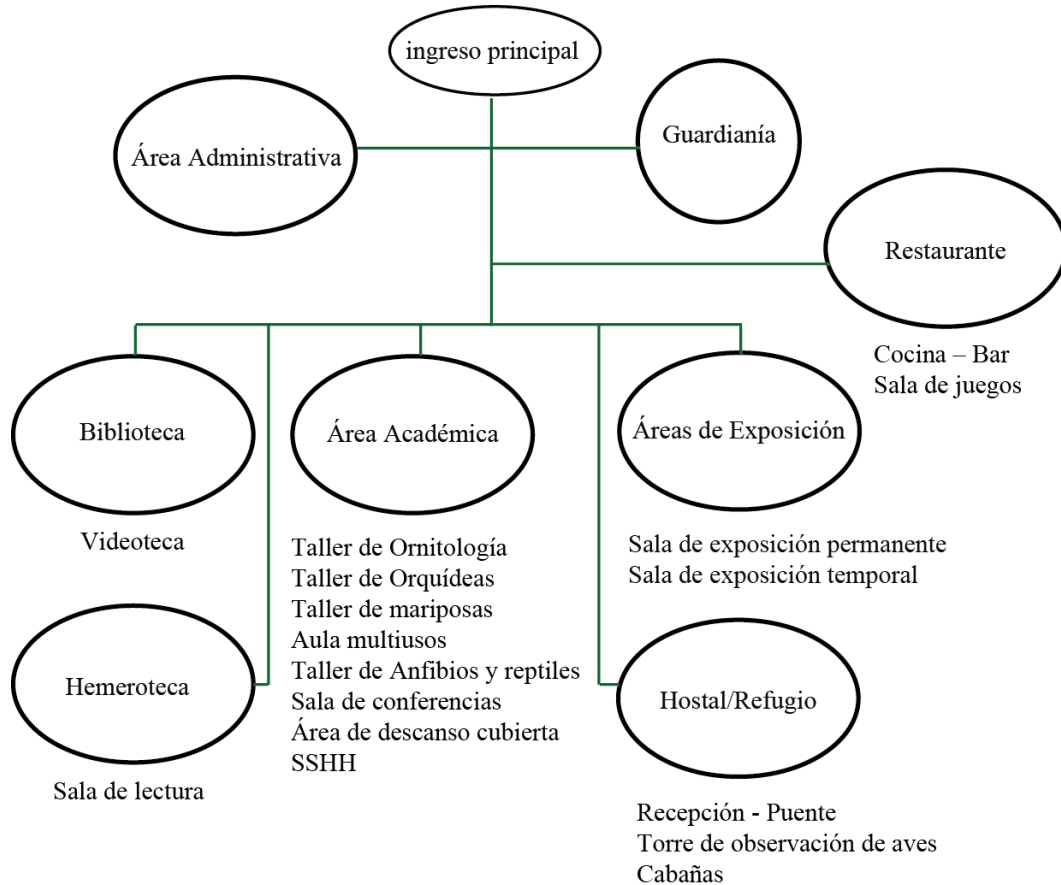 ingreso principal
Área Administrativa
Guardianía
Restaurante
Cocina – Bar
Sala de juegos
Biblioteca
Videoteca
Área Académica
Taller de Ornitología
Taller de Orquídeas
Taller de mariposas
Aula multiusos
Taller de Anfibios y reptiles
Sala de conferencias
Área de descanso cubierta
SSHH
Áreas de Exposición
Sala de exposición permanente
Sala de exposición temporal
Hemeroteca
Sala de lectura
Hostal/Refugio
Recepción - Puente
Torre de observación de aves
Cabañas